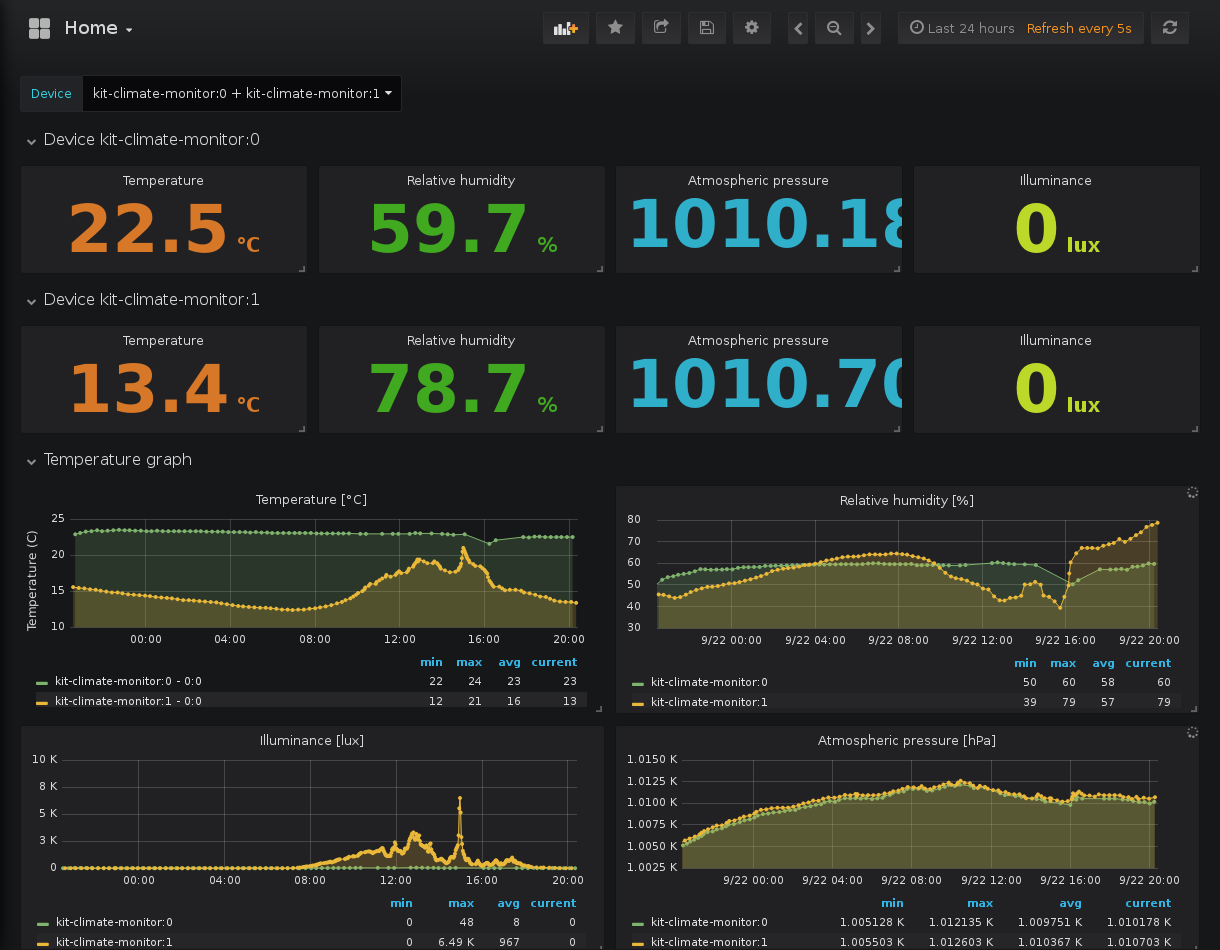 Home
Last 24 hours Refresh every 5s
Device kit-climate-monitor:0 + kit-climate-monitor:1
Device kit-climate-monitor:0
Temperature Relative humidity Atmospheric pressure Illuminance
22.5 °C 59.7 % 1010.18 0 lux
Device kit-climate-monitor:1
Temperature Relative humidity Atmospheric pressure Illuminance
13.4 °C 78.7 % 1010.70 0 lux
Temperature graph
Temperature [°C]
Temperature (C)
25
20
15
10
00:00 04:00 08:00 12:00 16:00 20:00
min max avg current
kit-climate-monitor:0 - 0:0 22 24 23 23
kit-climate-monitor:1 - 0:0 12 21 16 13
Relative humidity [%]
80
70
60
50
40
30
9/22 00:00 9/22 04:00 9/22 08:00 9/22 12:00 9/22 16:00 9/22 20:00
min max avg current
kit-climate-monitor:0 50 60 58 60
kit-climate-monitor:1 39 79 57 79
Illuminance [lux]
10 K
8 K
5 K
3 K
0
00:00 04:00 08:00 12:00 16:00 20:00
min max avg current
kit-climate-monitor:0 0 48 8 0
kit-climate-monitor:1 0 6.49 K 967 0
Atmospheric pressure [hPa]
1.0150 K
1.0125 K
1.0100 K
1.0075 K
1.0050 K
1.0025 K
9/22 00:00 9/22 04:00 9/22 08:00 9/22 12:00 9/22 16:00 9/22 20:00
min max avg current
kit-climate-monitor:0 1.005128 K 1.012135 K 1.009751 K 1.010178 K
kit-climate-monitor:1 1.005503 K 1.012603 K 1.010367 K 1.010703 K